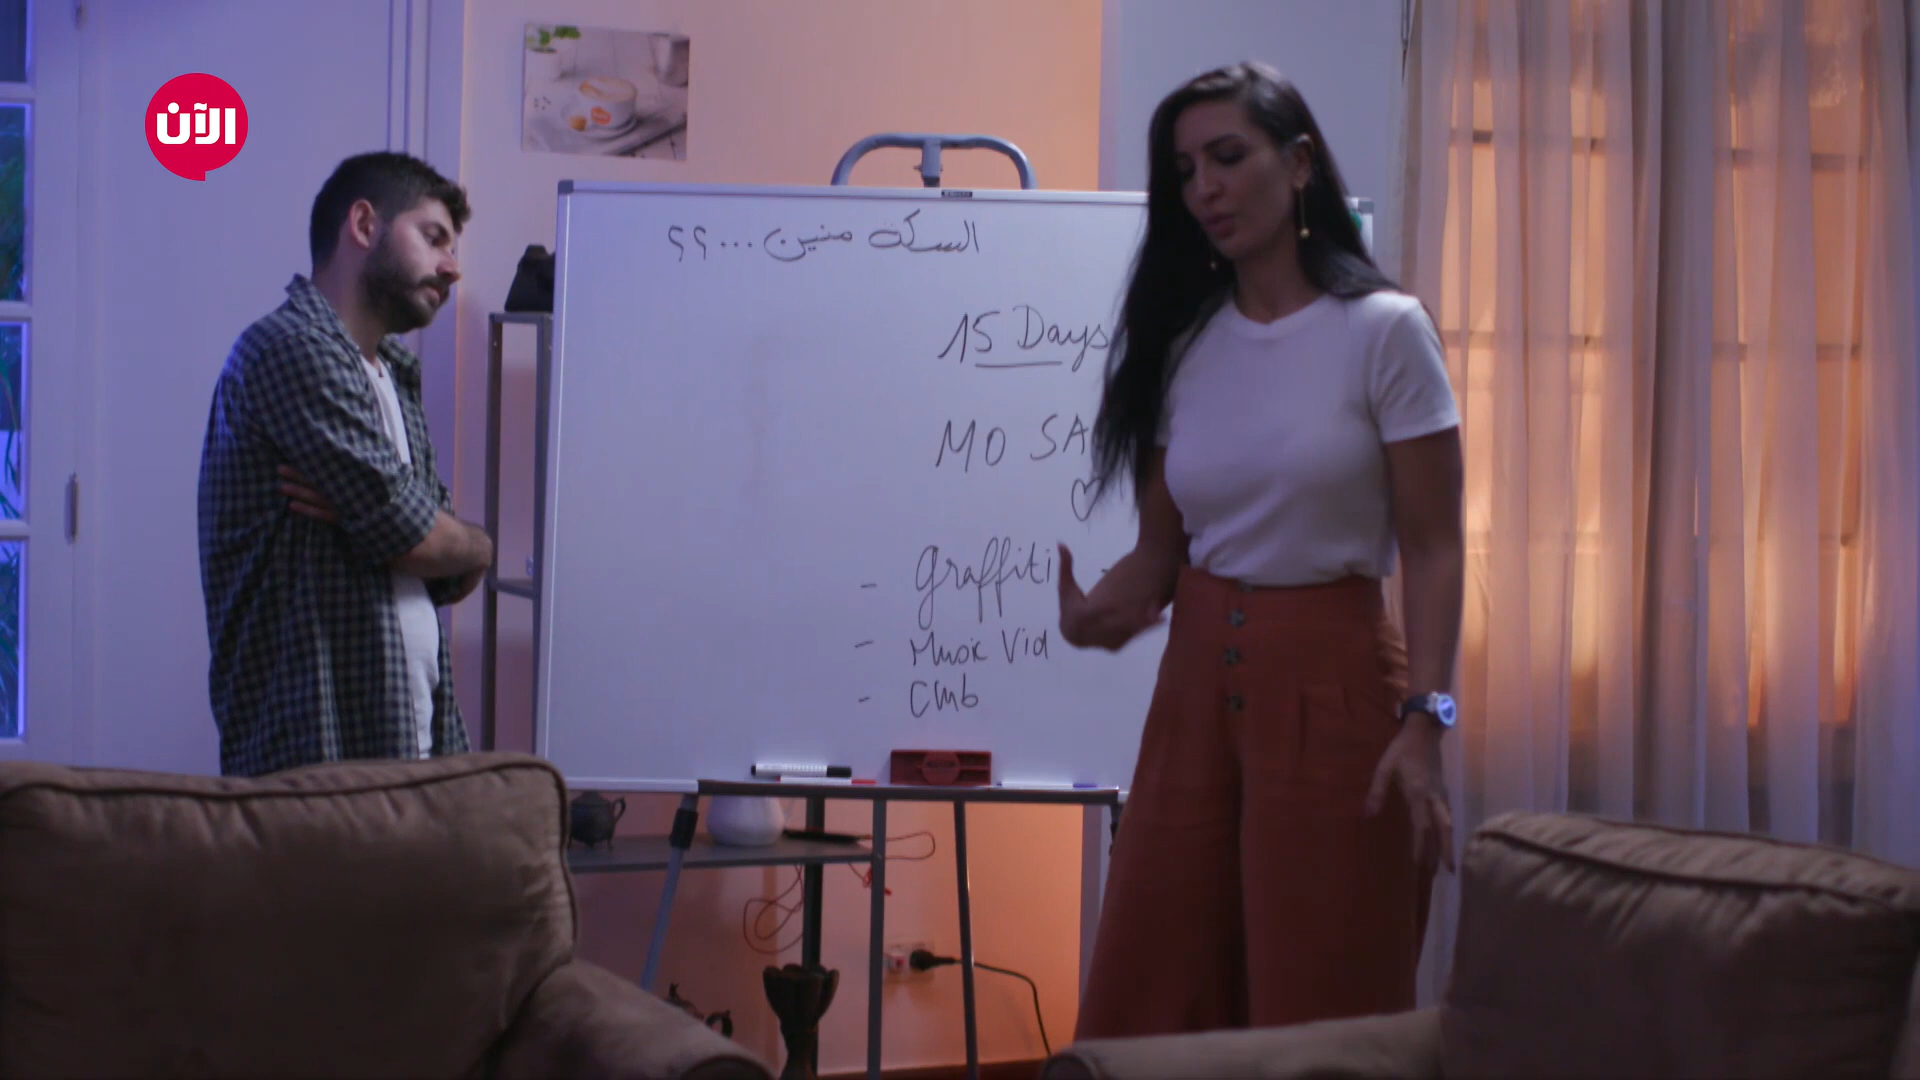 الآن
السكة منين...؟؟
15 Days
MO SA
graffiti
- Music Vid
- Club